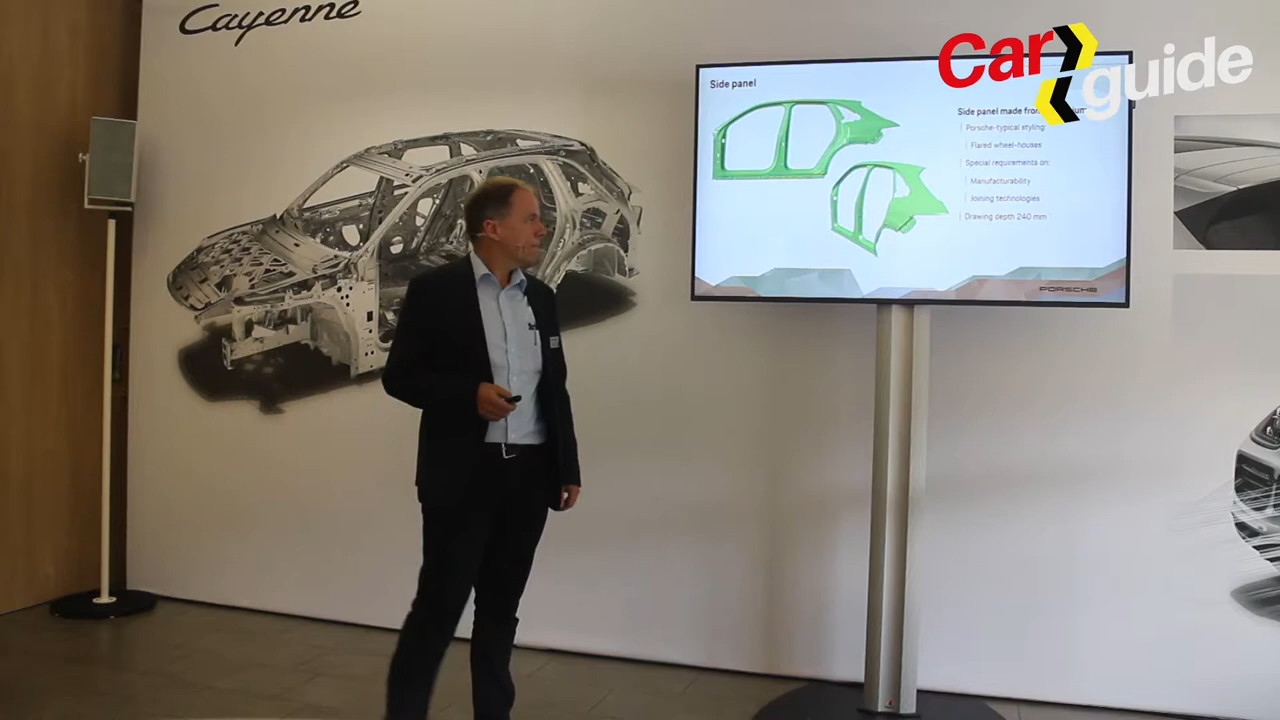 Cayenne
Car
guide
Side panel
Side panel made from
Porsche-typical styling:
Flared wheel-houses
Special requirements on:
Manufacturability
Joining technologies
Drawing depth 240 mm
PORSCHE